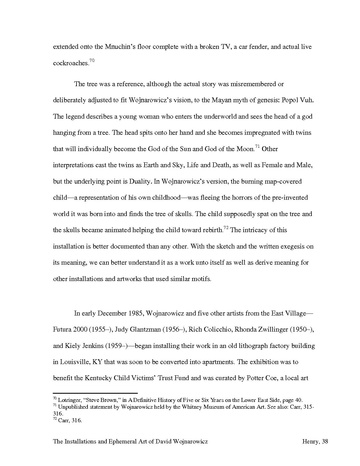 extended onto the Mnuchin's floor complete with a broken TV, a car fender, and actual live
cockroaches.70
The tree was a reference, although the actual story was misremembered or
deliberately adjusted to fit Wojnarowicz's vision, to the Mayan myth of genesis: Popol Vuh.
The legend describes a young woman who enters the underworld and sees the head of a god
hanging from a tree. The head spits onto her hand and she becomes impregnated with twins
that will individually become the God of the Sun and God of the Moon.71 Other
interpretations cast the twins as Earth and Sky, Life and Death, as well as Female and Male,
but the underlying point is Duality. In Wojnarowicz's version, the burning map-covered
child—a representation of his own childhood—was fleeing the horrors of the pre-invented
world it was born into and finds the tree of skulls. The child supposedly spat on the tree and
the skulls became animated helping the child toward rebirth.72 The intricacy of this
installation is better documented than any other. With the sketch and the written exegesis on
its meaning, we can better understand it as a work unto itself as well as derive meaning for
other installations and artworks that used similar motifs.
In early December 1985, Wojnarowicz and five other artists from the East Village—
Futura 2000 (1955–), Judy Glantzman (1956–), Rich Colicchio, Rhonda Zwillinger (1950–),
and Kiely Jenkins (1959–)—began installing their work in an old lithograph factory building
in Louisville, KY that was soon to be converted into apartments. The exhibition was to
benefit the Kentucky Child Victims' Trust Fund and was curated by Potter Coe, a local art
70 Lotringer, "Steve Brown," in A Definitive History of Five or Six Years on the Lower East Side, page 40.
71 Unpublished statement by Wojnarowicz held by the Whitney Museum of American Art. See also: Carr, 315-
316.
72 Carr, 316.
The Installations and Ephemeral Art of David Wojnarowicz Henry, 38